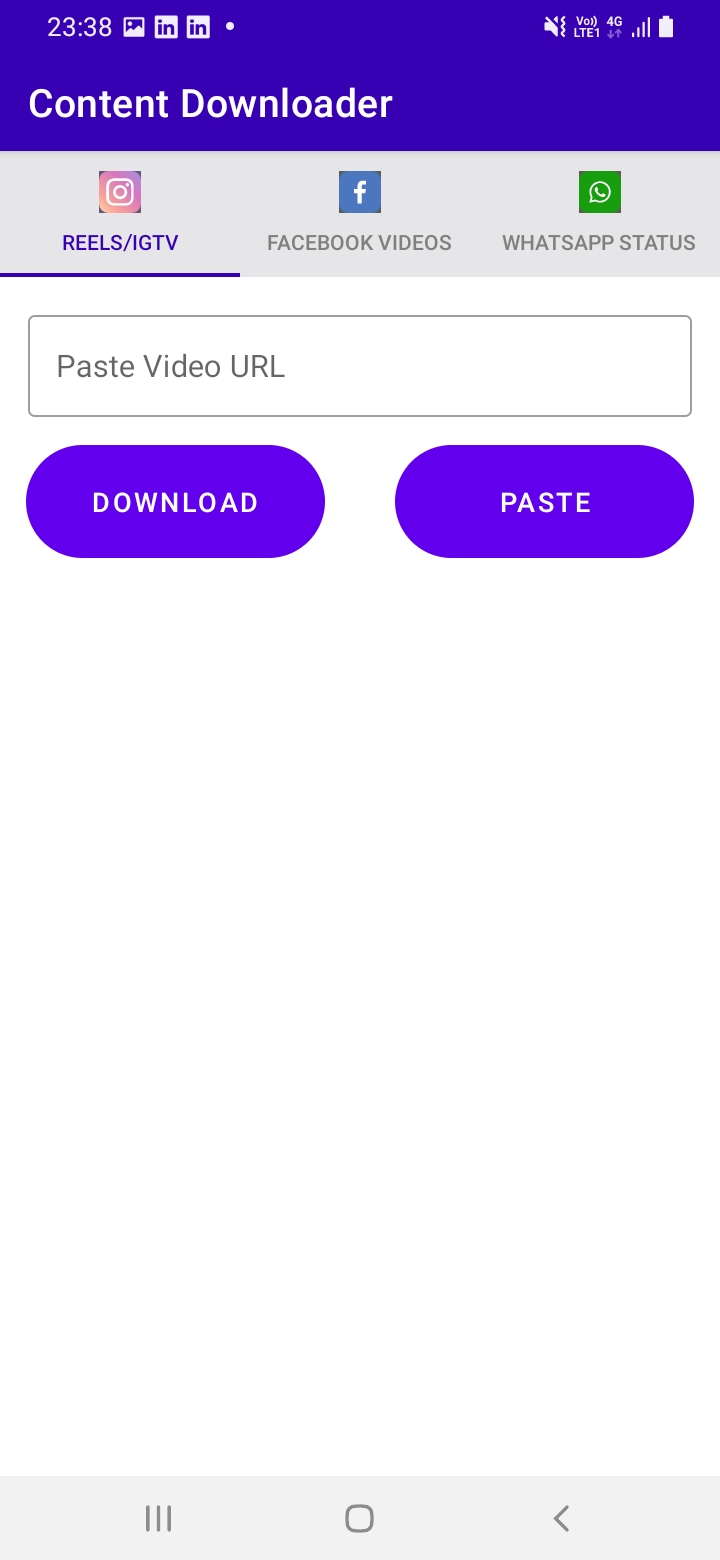 23:38
Vo)) 4G
LTE1
Content Downloader
REELS/IGTV FACEBOOK VIDEOS WHATSAPP STATUS
Paste Video URL
DOWNLOAD PASTE